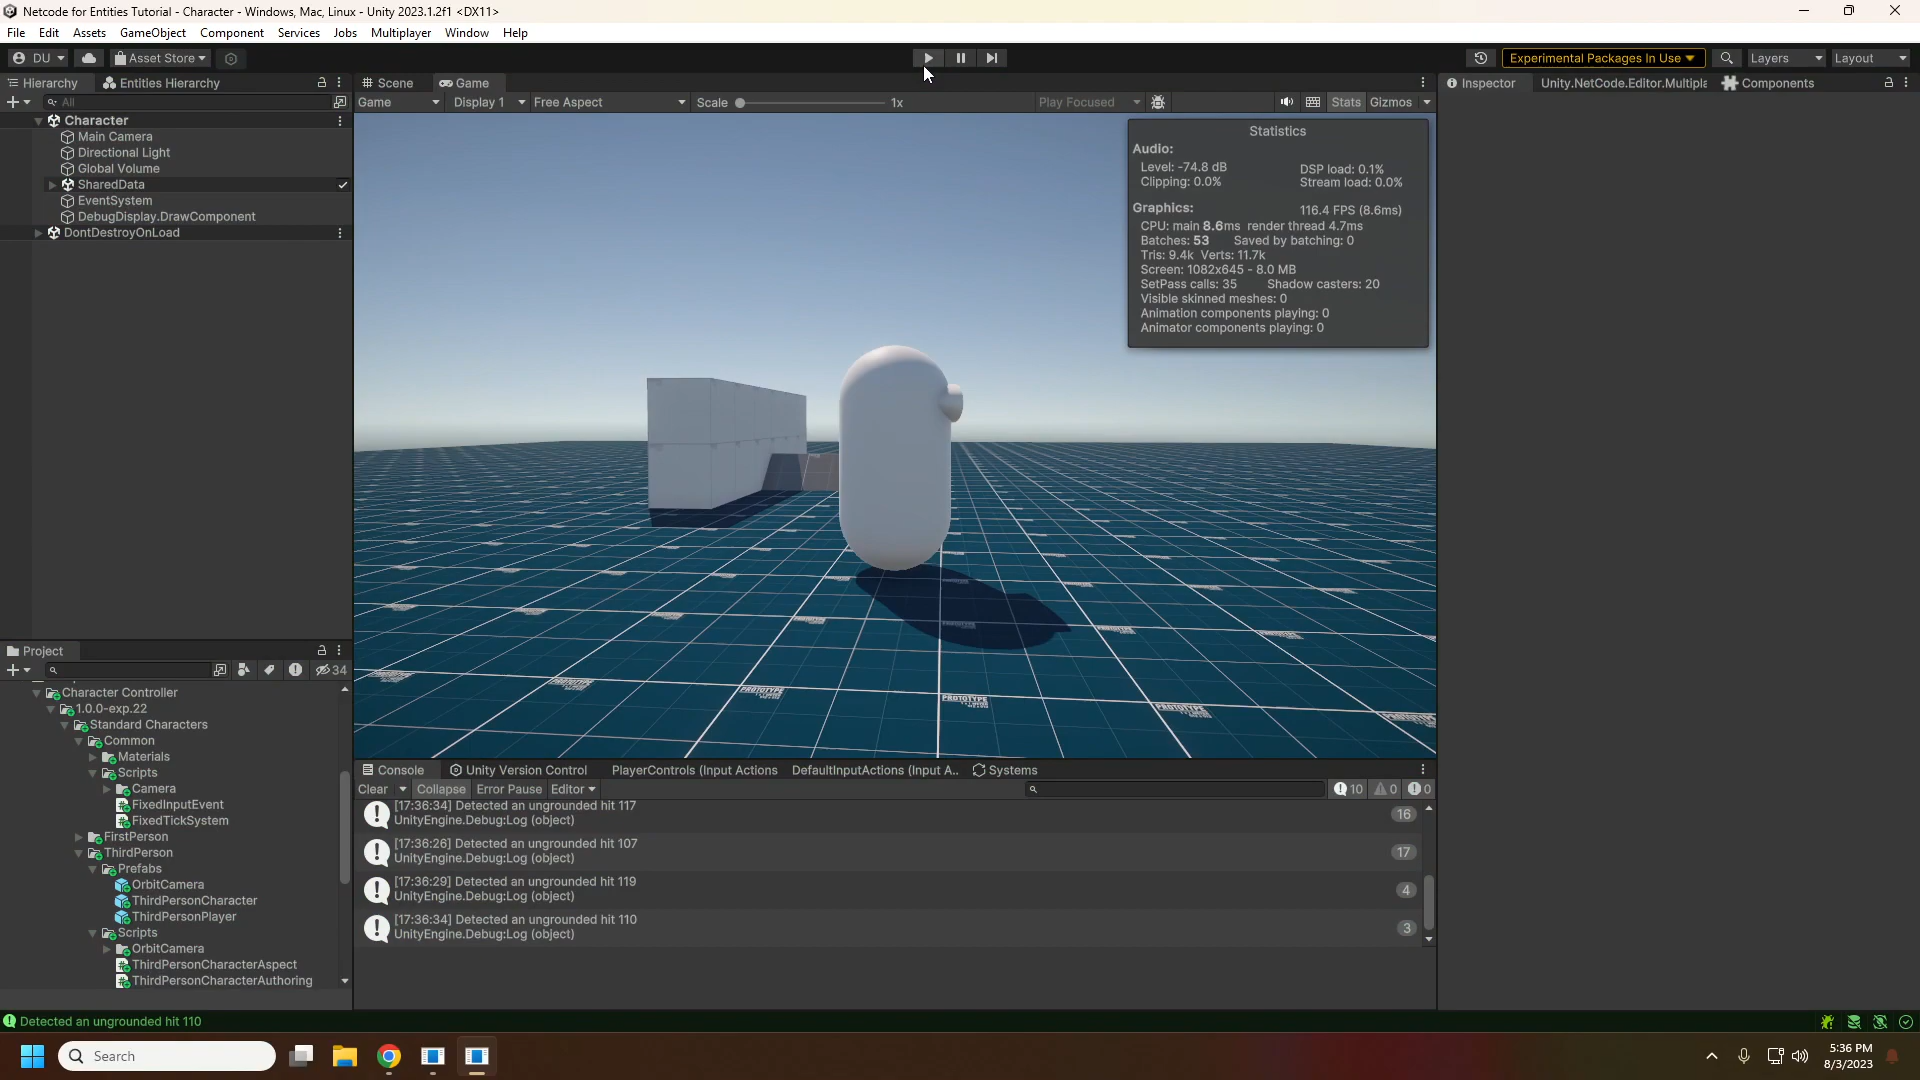 Netcode for Entities Tutorial - Character - Windows, Mac, Linux - Unity 2023.1.2f1 <DX11>
File Edit Assets GameObject Component Services Jobs Multiplayer Window Help
DU Asset Store Experimental Packages In Use Layers Layout
Hierarchy Entities Hierarchy
All
Character
Main Camera
Directional Light
Global Volume
SharedData
EventSystem
DebugDisplay.DrawComponent
DontDestroyOnLoad
Scene Game
Game Display 1 Free Aspect Scale 1x Play Focused Stats Gizmos
Statistics
Audio:
Level: -74.8 dB DSP load: 0.1%
Clipping: 0.0% Stream load: 0.0%
Graphics: 116.4 FPS (8.6ms)
CPU: main 8.6ms render thread 4.7ms
Batches: 53 Saved by batching: 0
Tris: 9.4k Verts: 11.7k
Screen: 1082x645 - 8.0 MB
SetPass calls: 35 Shadow casters: 20
Visible skinned meshes: 0
Animation components playing: 0
Animator components playing: 0
PROTOTYPE
PROTOTYPE
PROTOTYPE
PROTOTYPE
Inspector Unity.NetCode.Editor.Multiple Components
Project
34
Character Controller
1.0.0-exp.22
Standard Characters
Common
Materials
Scripts
Camera
FixedInputEvent
FixedTickSystem
FirstPerson
ThirdPerson
Prefabs
OrbitCamera
ThirdPersonCharacter
ThirdPersonPlayer
Scripts
OrbitCamera
ThirdPersonCharacterAspect
ThirdPersonCharacterAuthoring
Console Unity Version Control PlayerControls (Input Actions DefaultInputActions (Input A.. Systems
Clear Collapse Error Pause Editor 10 0 0
[17:36:34] Detected an ungrounded hit 117
UnityEngine.Debug:Log (object)
16
[17:36:26] Detected an ungrounded hit 107
UnityEngine.Debug:Log (object)
17
[17:36:29] Detected an ungrounded hit 119
UnityEngine.Debug:Log (object)
4
[17:36:34] Detected an ungrounded hit 110
UnityEngine.Debug:Log (object)
3
Detected an ungrounded hit 110
Search
5:36 PM
8/3/2023